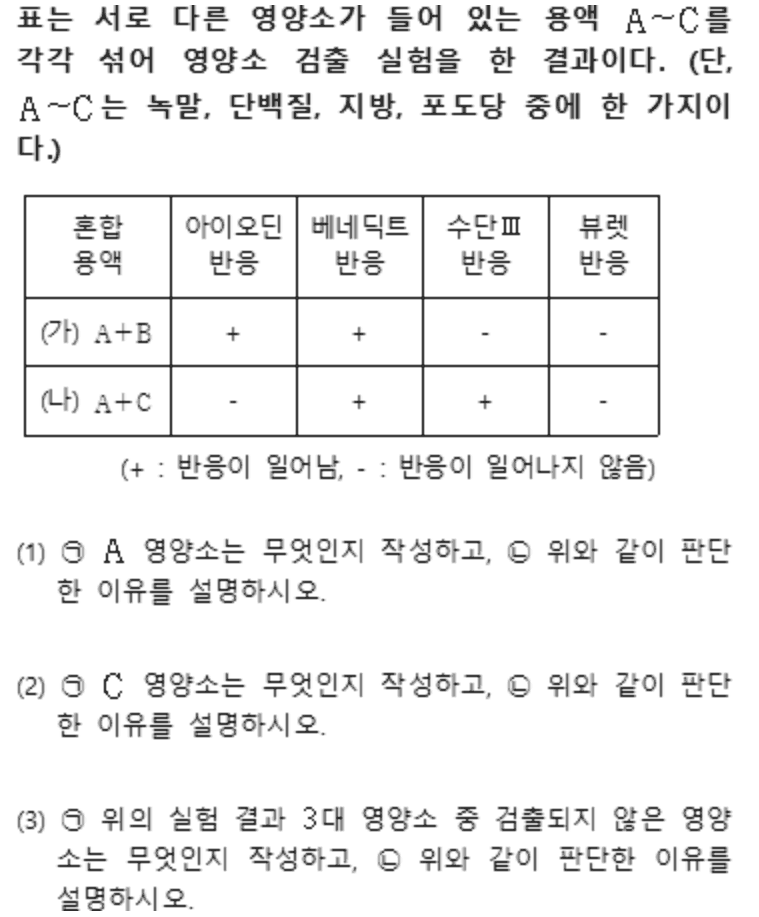 표는 서로 다른 영양소가 들어 있는 용액 A~C를
각각 섞어 영양소 검출 실험을 한 결과이다. (단,
A~C는 녹말, 단백질, 지방, 포도당 중에 한 가지이
다.)
혼합 용액 아이오딘 반응 베네딕트 반응 수단Ⅲ 반응 뷰렛 반응
(가) A+B + + - -
(나) A+C - + + -
(+ : 반응이 일어남, - : 반응이 일어나지 않음)
(1) ㉠ A 영양소는 무엇인지 작성하고, ㉡ 위와 같이 판단
한 이유를 설명하시오.
(2) ㉠ C 영양소는 무엇인지 작성하고, ㉡ 위와 같이 판단
한 이유를 설명하시오.
(3) ㉠ 위의 실험 결과 3대 영양소 중 검출되지 않은 영양
소는 무엇인지 작성하고, ㉡ 위와 같이 판단한 이유를
설명하시오.